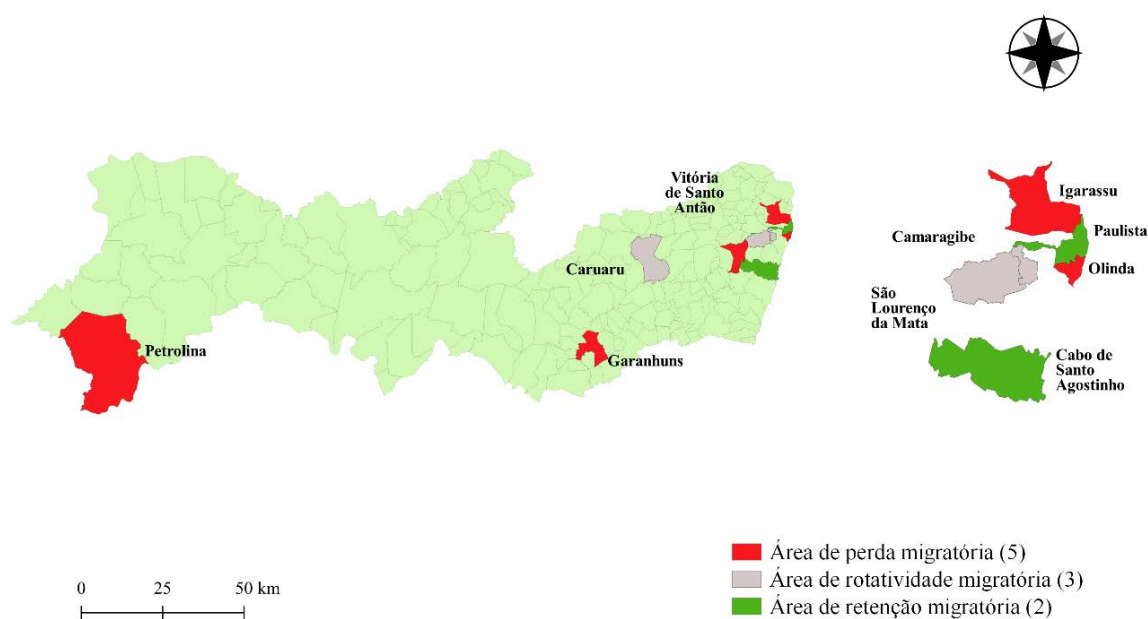 Vitória
de Santo
Antão
Caruaru
Petrolina
Garanhuns
Igarassu
Paulista
Camaragibe
Olinda
São
Lourenço
da Mata
Cabo de
Santo
Agostinho
Área de perda migratória (5)
Área de rotatividade migratória (3)
Área de retenção migratória (2)
0 25 50 km